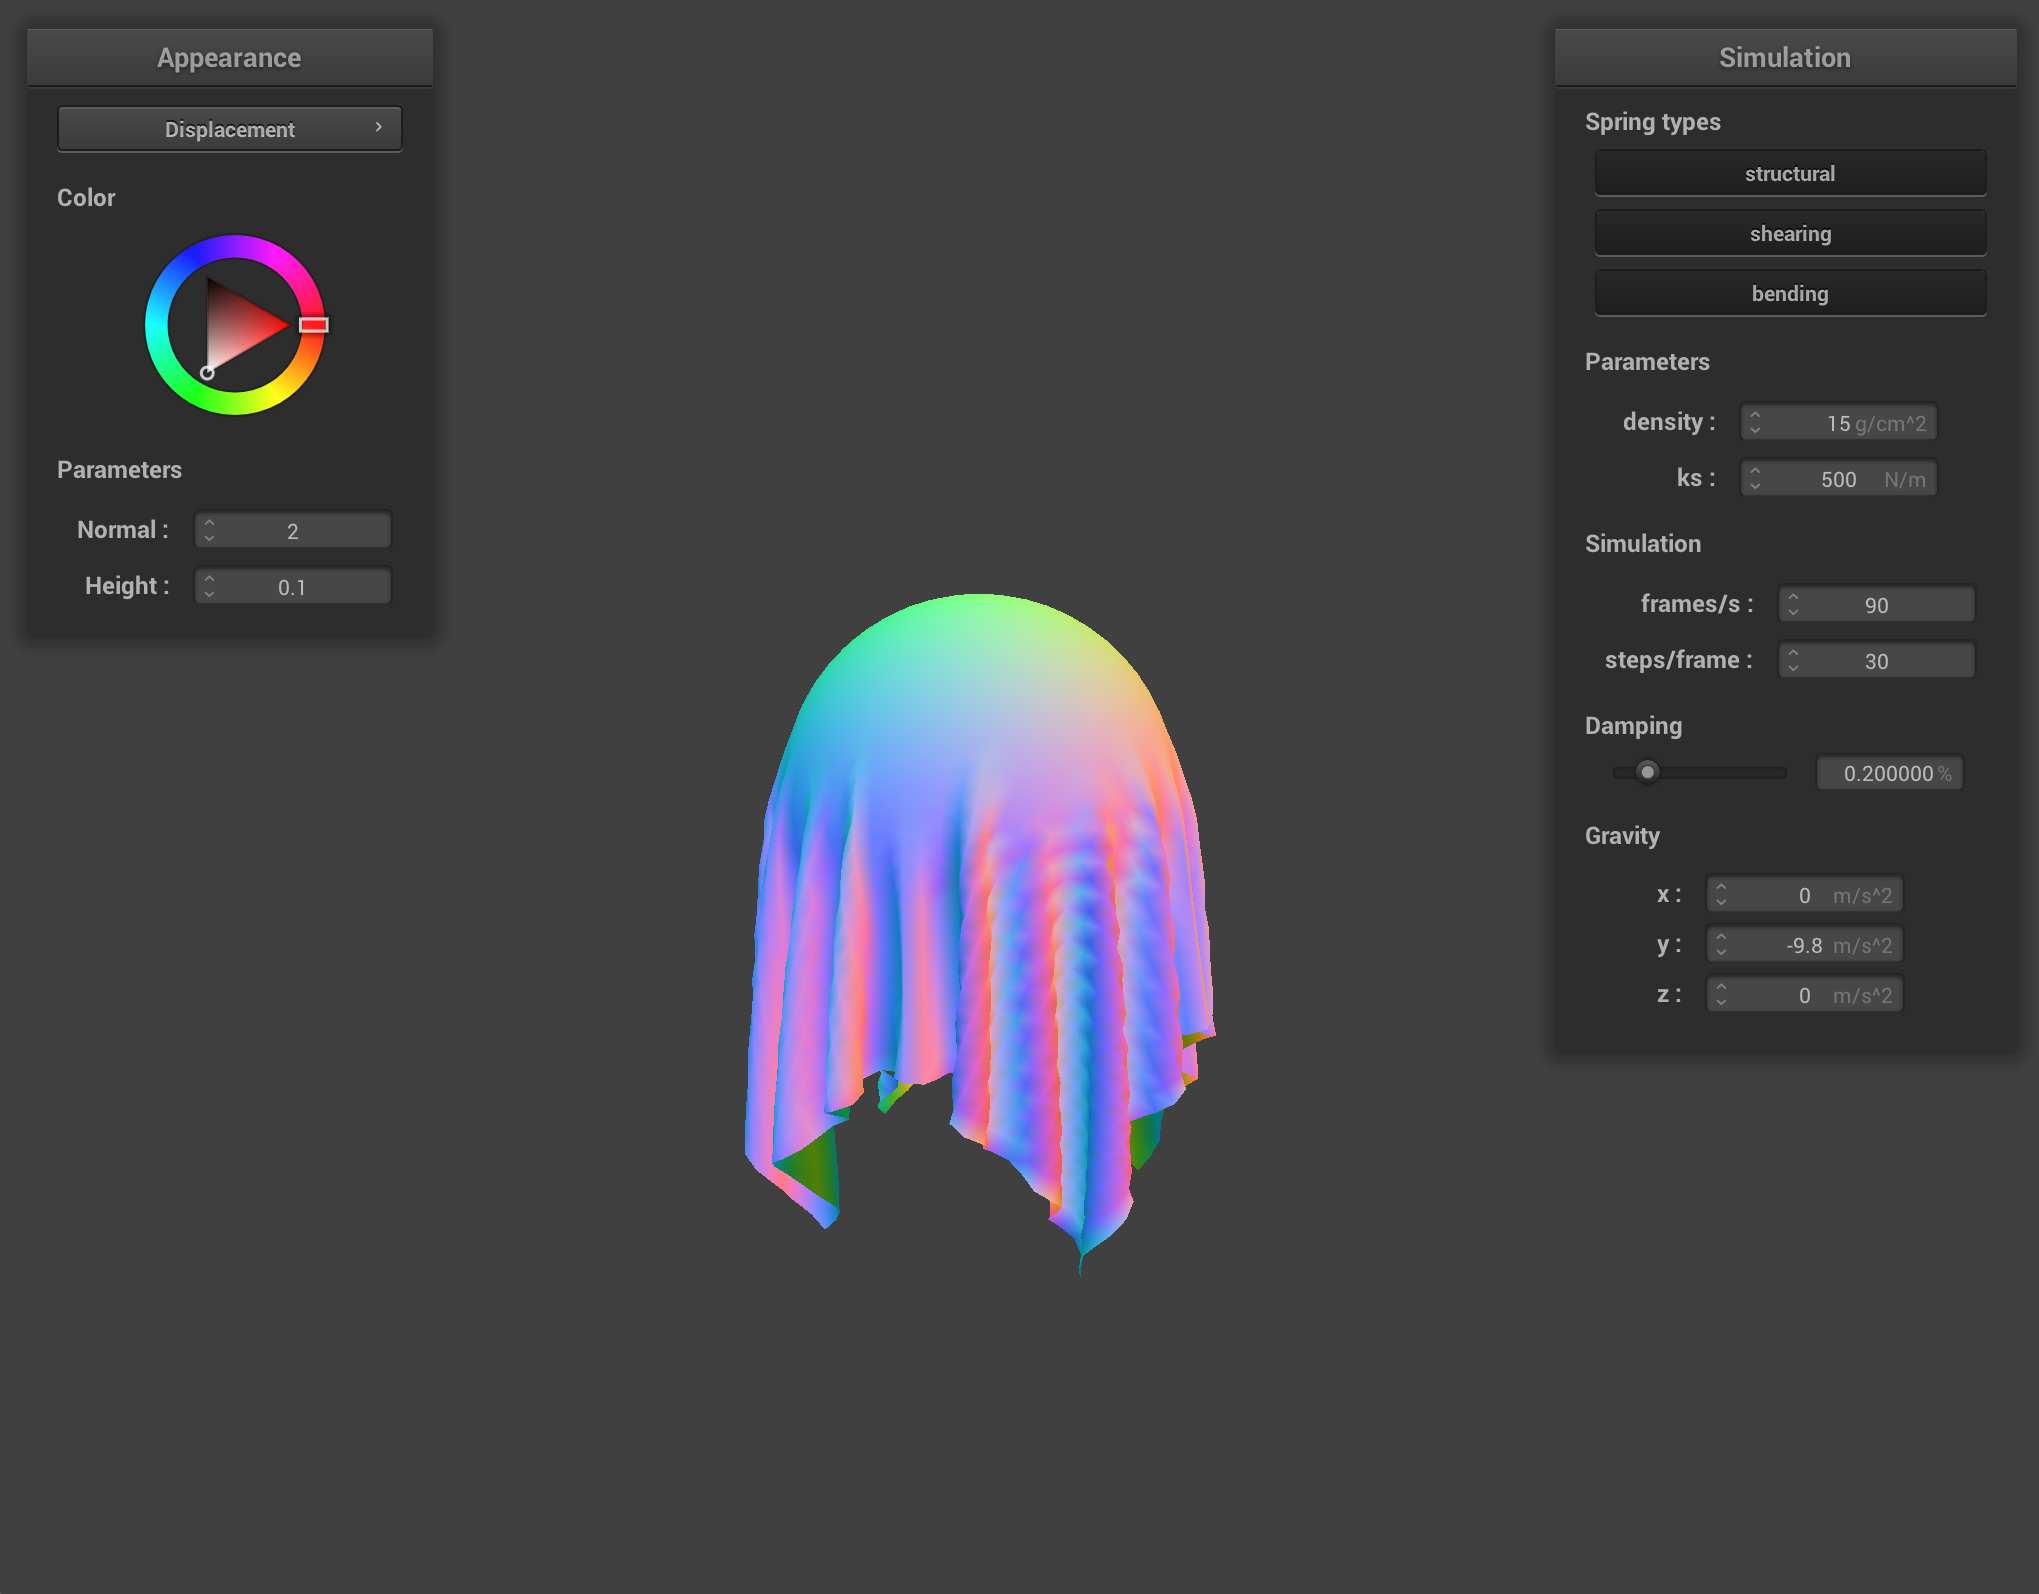 Appearance
Displacement
Color
Parameters
Normal : 2
Height : 0.1
Simulation
Spring types
structural
shearing
bending
Parameters
density : 15 g/cm^2
ks : 500 N/m
Simulation
frames/s : 90
steps/frame : 30
Damping
0.200000 %
Gravity
x : 0 m/s^2
y : -9.8 m/s^2
z : 0 m/s^2